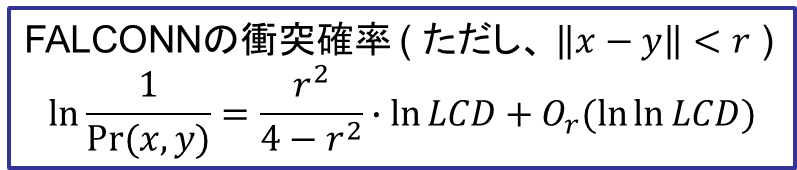 FALCONNの衝突確率 ( ただし、 ‖x − y‖ < r )
ln 1/Pr(x, y) = r²/(4 − r²) · ln LCD + Oᵣ(ln ln LCD)